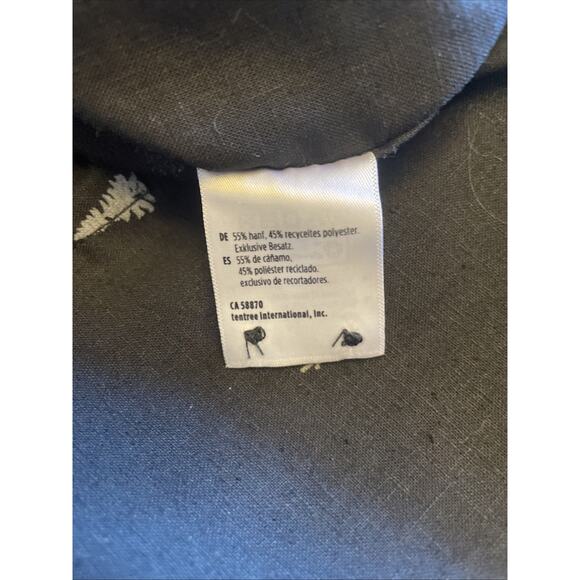 DE 55% hanf, 45% recyceltes polyester.
Exklusive Besatz.
ES 55% de cáñamo,
45% poliéster reciclado.
exclusivo de recortadores.
CA 58870
tentree International, Inc.